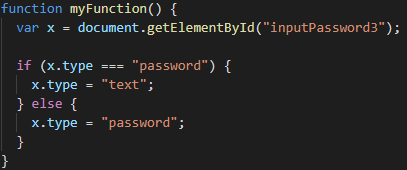 function myFunction() {
  var x = document.getElementById("inputPassword3");
  if (x.type === "password") {
    x.type = "text";
  } else {
    x.type = "password";
  }
}